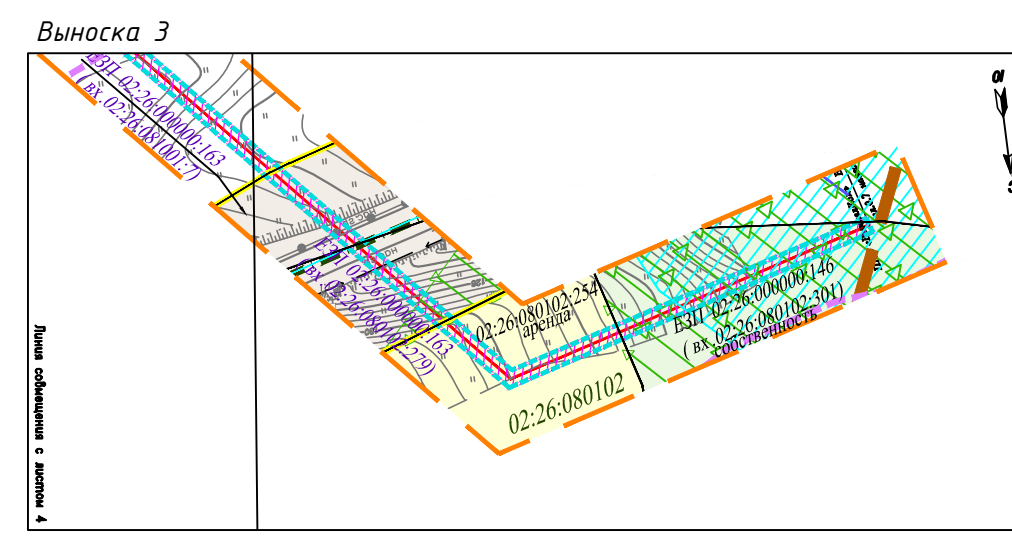 Выноска 3
ЕЗП 02:26:000000:163
( вх. 02:26:081001:7)
ЕЗП 02:26:000000:163
( вх. 02:26:080102:279)
02:26:080102:254
аренда
ЕЗП 02:26:000000:146
( вх. 02:26:080102:301)
собственность
02:26:080102
Линия совмещения с листом 4
Ю